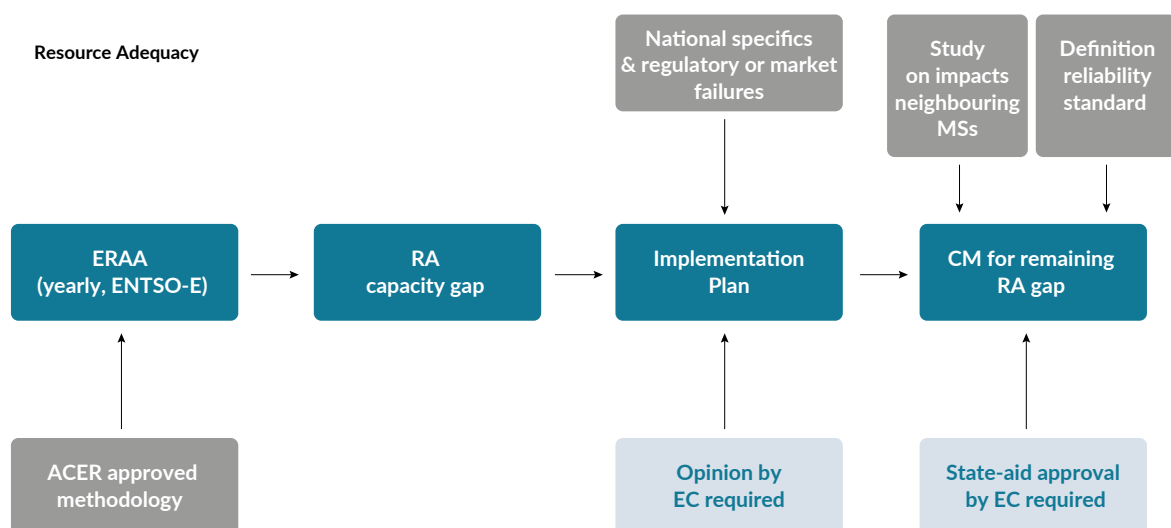 Resource Adequacy
National specifics
& regulatory or market
failures
Study
on impacts
neighbouring
MSs
Definition
reliability
standard
ERAA
(yearly, ENTSO-E)
RA
capacity gap
Implementation
Plan
CM for remaining
RA gap
ACER approved
methodology
Opinion by
EC required
State-aid approval
by EC required